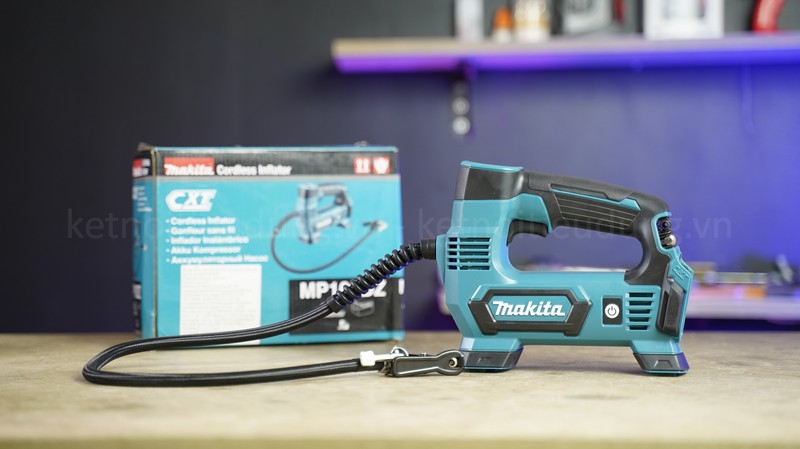 Makita Cordless Inflator
CXT
• Cordless Inflator
• Gonfleur sans fil
• Inflador Inalámbrico
• Akku Kompressor
• Аккумуляторный Насос
Makita